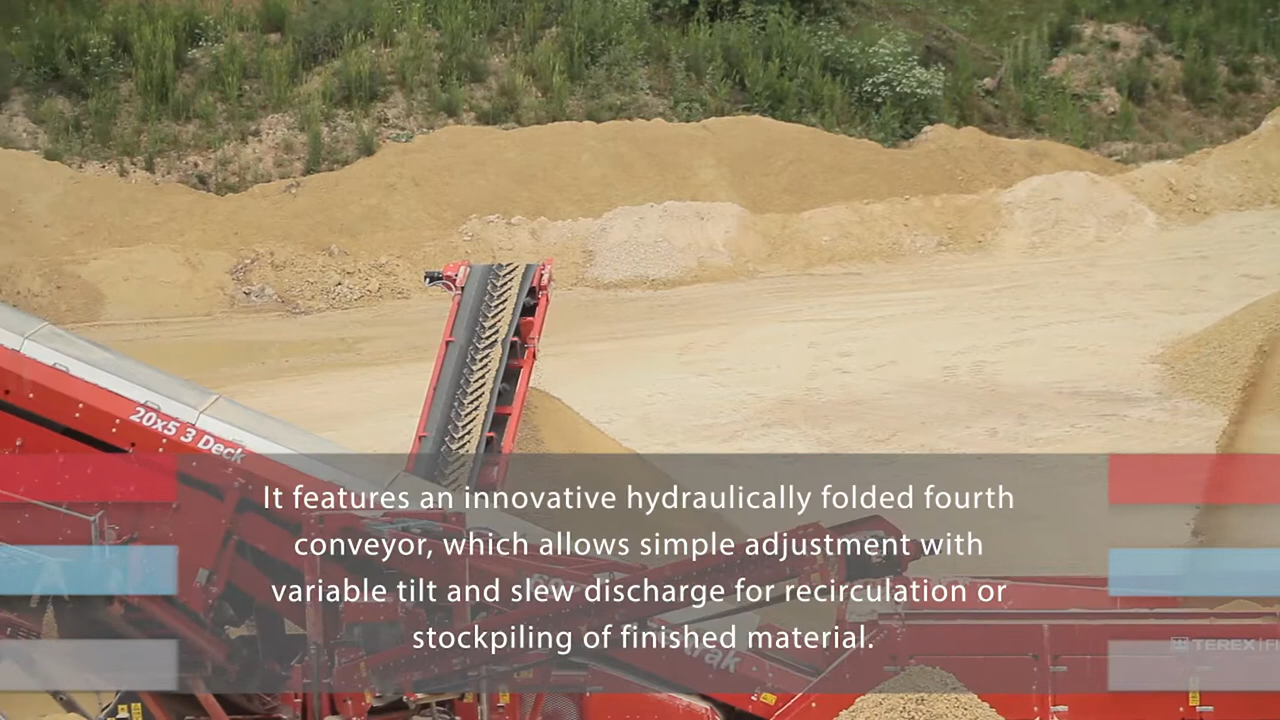 20x5 3 Deck
It features an innovative hydraulically folded fourth
conveyor, which allows simple adjustment with
variable tilt and slew discharge for recirculation or
stockpiling of finished material.
TEREX